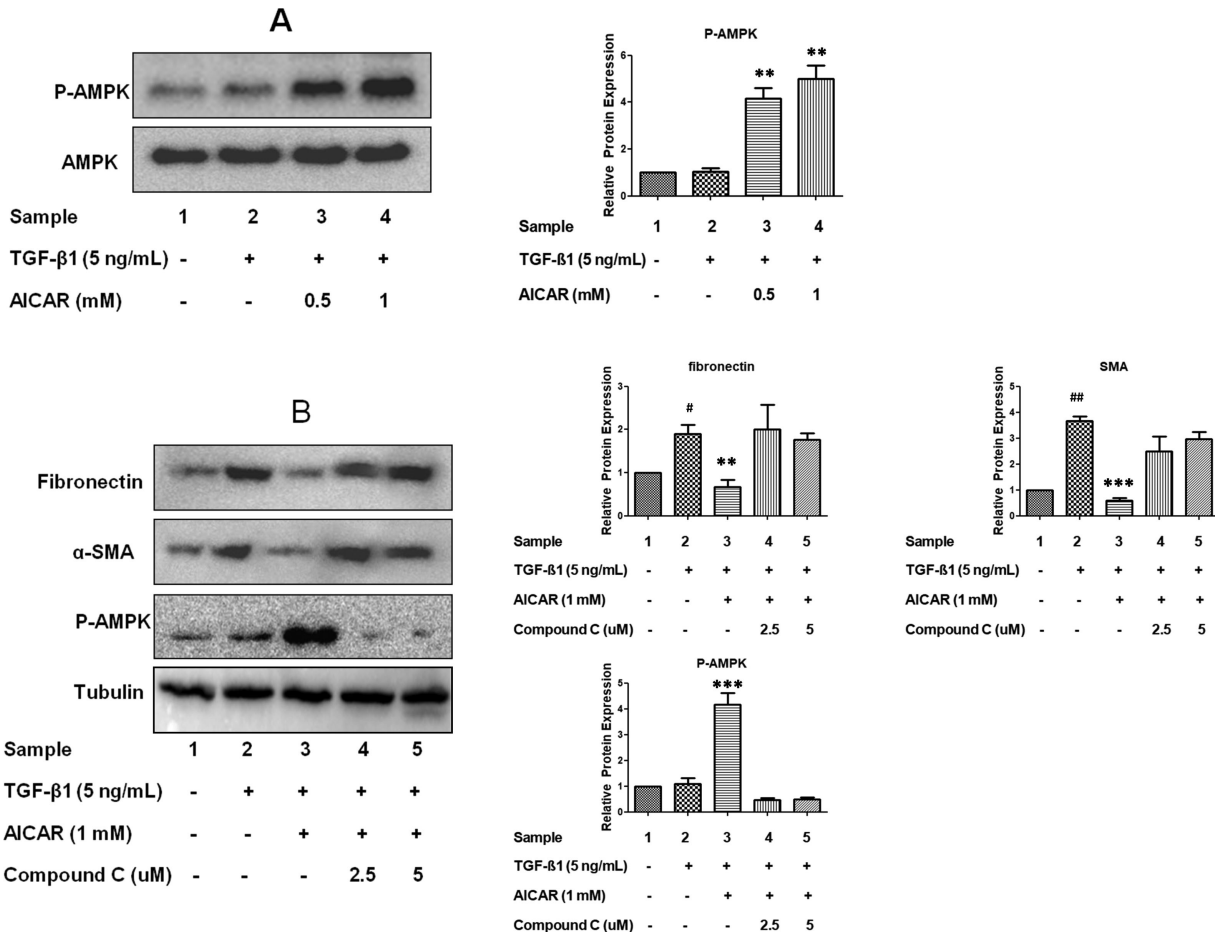 A
P-AMPK
AMPK
Sample 1 2 3 4
TGF-β1 (5 ng/mL) - + + +
AICAR (mM) - - 0.5 1
P-AMPK
Relative Protein Expression
6
4
2
0
** **
Sample 1 2 3 4
TGF-ß1 (5 ng/mL) - + + +
AICAR (mM) - - 0.5 1
B
Fibronectin
α-SMA
P-AMPK
Tubulin
Sample 1 2 3 4 5
TGF-β1 (5 ng/mL) - + + + +
AICAR (1 mM) - - + + +
Compound C (uM) - - - 2.5 5
fibronectin
Relative Protein Expression
3
2
1
0
# **
Sample 1 2 3 4 5
TGF-ß1 (5 ng/mL) - + + + +
AICAR (1 mM) - - + + +
Compound C (uM) - - - 2.5 5
SMA
Relative Protein Expression
5
4
3
2
1
0
## ***
Sample 1 2 3 4 5
TGF-ß1 (5 ng/mL) - + + + +
AICAR (1 mM) - - + + +
Compound C (uM) - - - 2.5 5
P-AMPK
Relative Protein Expression
5
4
3
2
1
0
***
Sample 1 2 3 4 5
TGF-ß1 (5 ng/mL) - + + + +
AICAR (1 mM) - - + + +
Compound C (uM) - - - 2.5 5